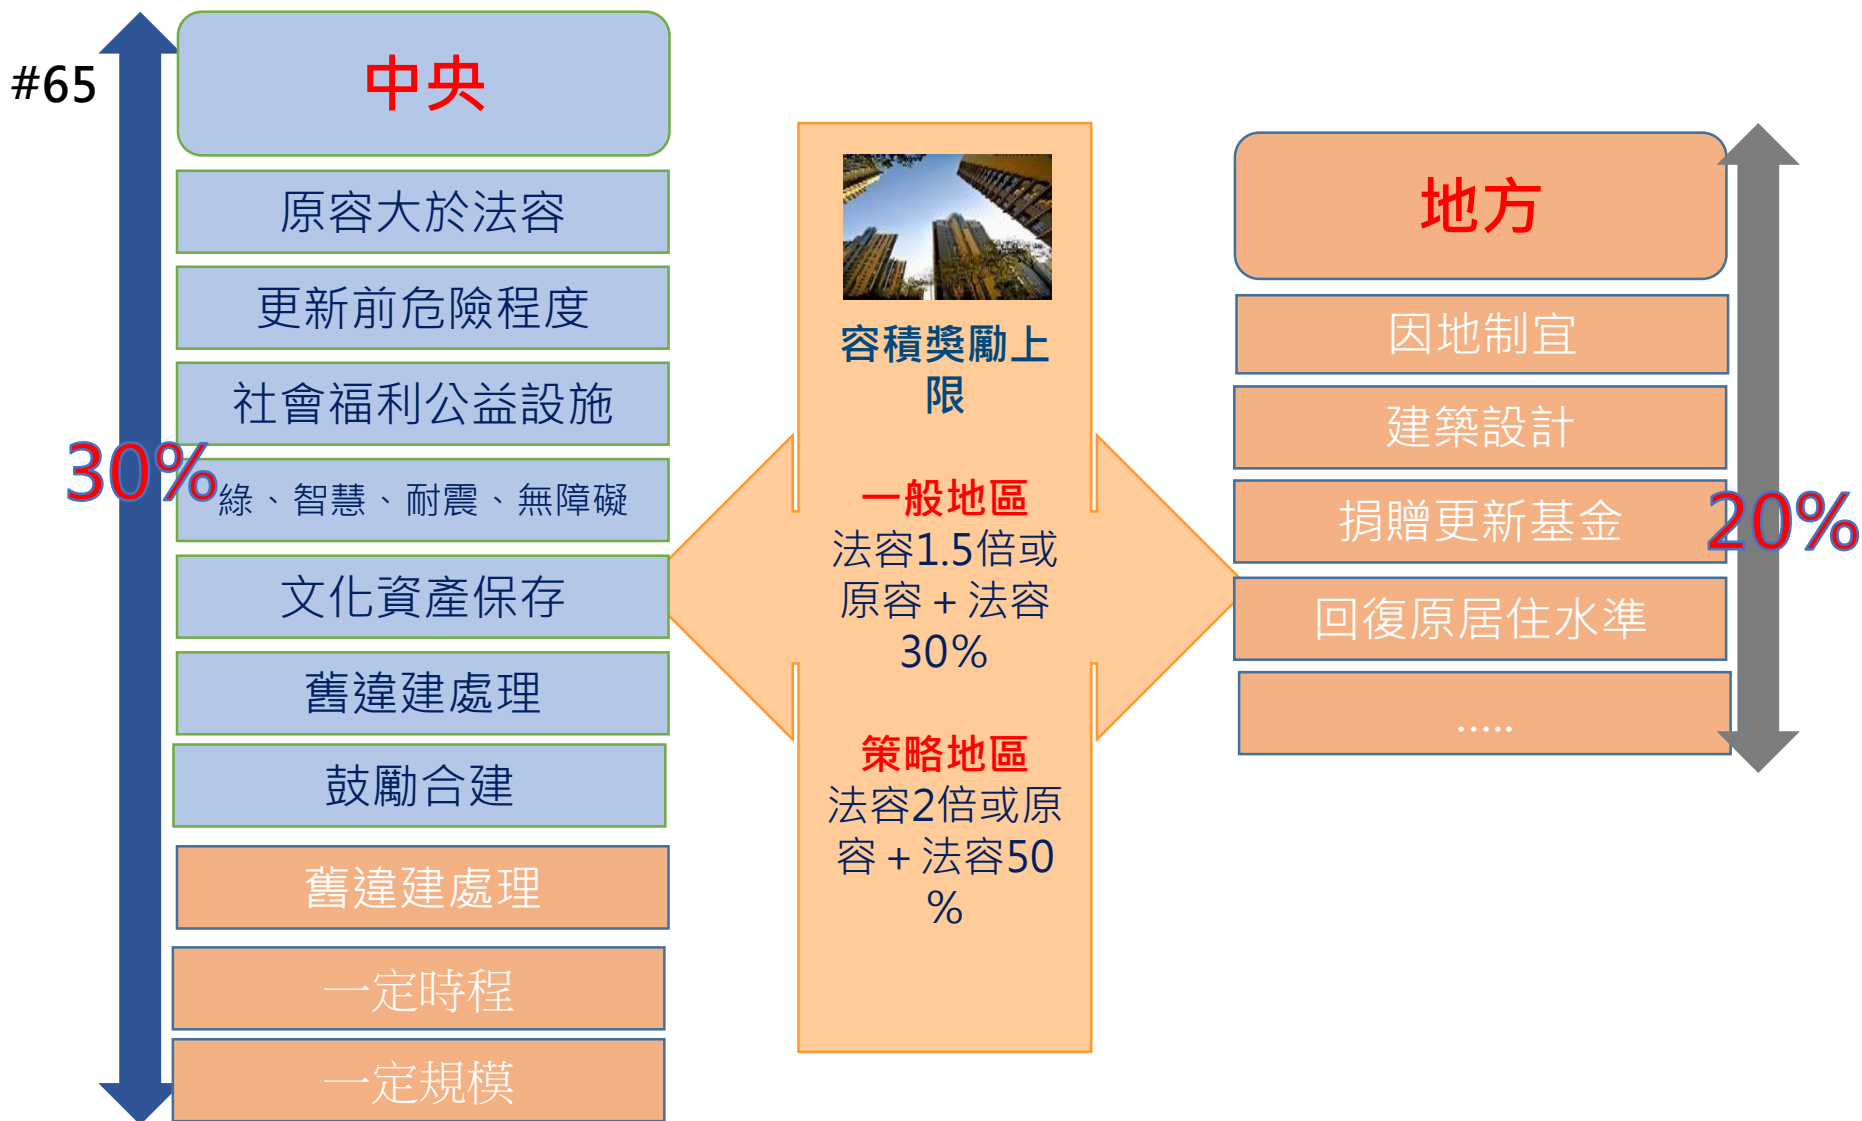 #65
中央
原容大於法容
更新前危險程度
社會福利公益設施
30%
綠、智慧、耐震、無障礙
文化資產保存
舊違建處理
鼓勵合建
舊違建處理
一定時程
一定規模
容積獎勵上
限
一般地區
法容1.5倍或
原容+法容
30%
策略地區
法容2倍或原
容+法容50
%
地方
因地制宜
建築設計
捐贈更新基金
20%
回復原居住水準
.....